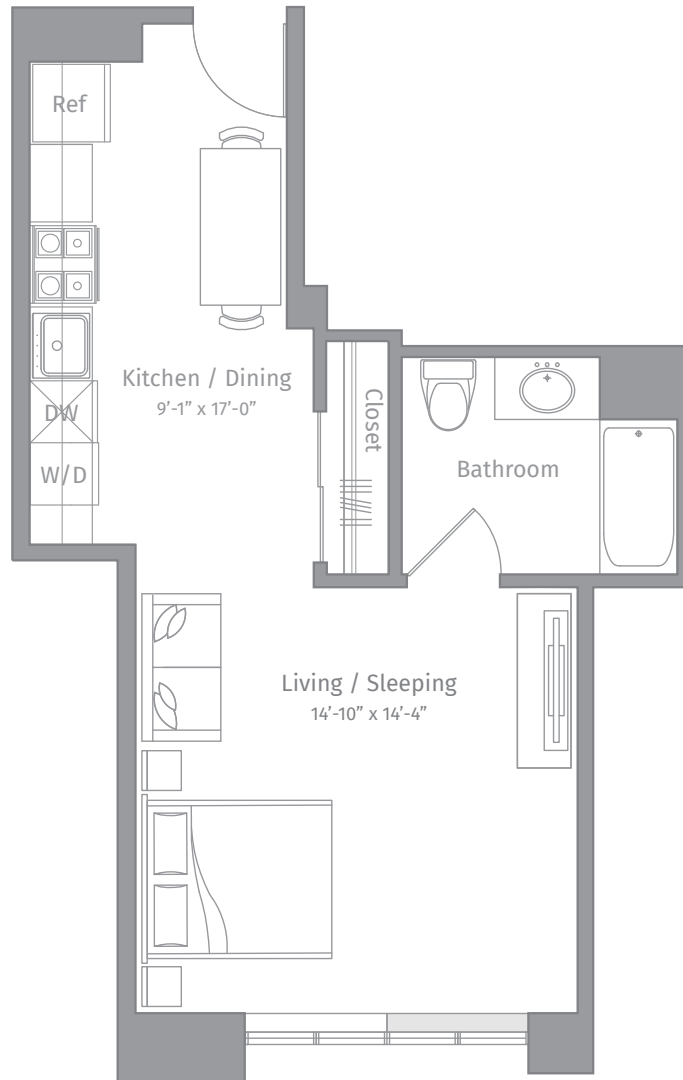 Ref
Kitchen / Dining
9’-1” x 17’-0”
Closet
DW
W/D
Bathroom
Living / Sleeping
14’-10” x 14’-4”